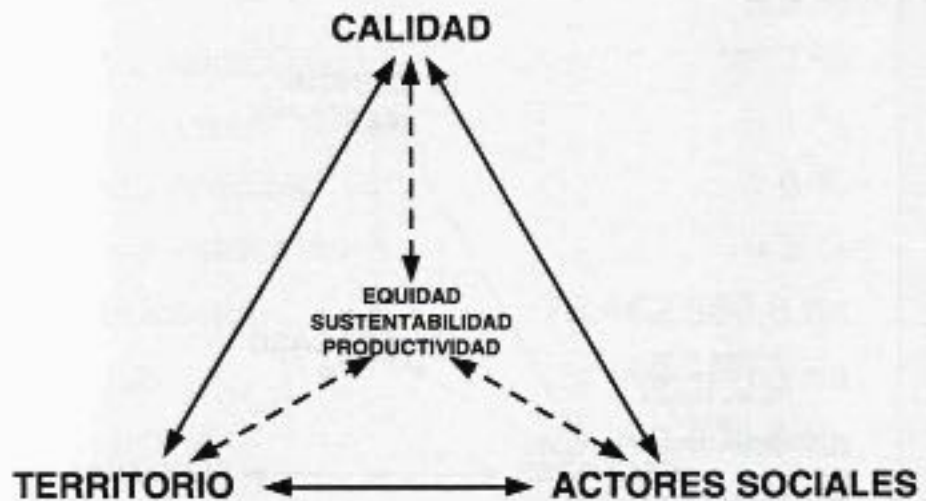 CALIDAD
EQUIDAD
SUSTENTABILIDAD
PRODUCTIVIDAD
TERRITORIO
ACTORES SOCIALES